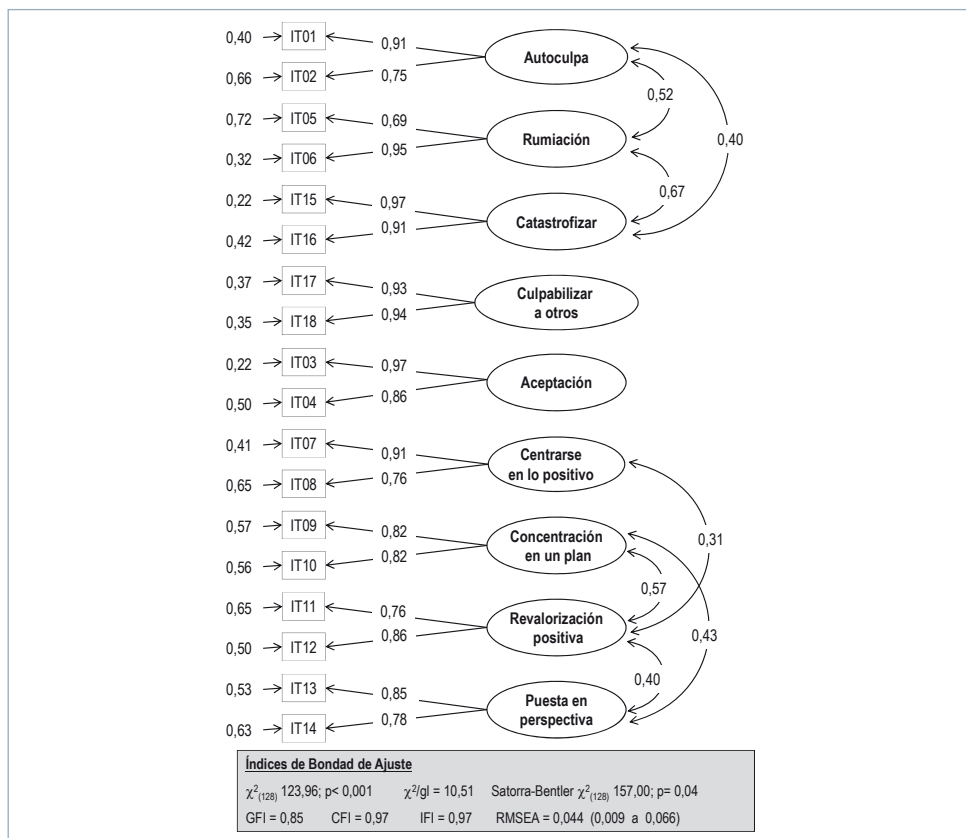 0,40 IT01 0,91
Autoculpa
0,66 IT02 0,75
0,52
0,72 IT05 0,69
Rumiación
0,40
0,32 IT06 0,95
0,67
0,22 IT15 0,97
Catastrofizar
0,42 IT16 0,91
0,37 IT17 0,93
Culpabilizar
a otros
0,35 IT18 0,94
0,22 IT03 0,97
Aceptación
0,50 IT04 0,86
0,41 IT07 0,91
Centrarse
en lo positivo
0,65 IT08 0,76
0,57 IT09 0,82
Concentración
en un plan
0,31
0,56 IT10 0,82
0,57
0,65 IT11 0,76
Revalorización
positiva
0,43
0,50 IT12 0,86
0,40
0,53 IT13 0,85
Puesta en
perspectiva
0,63 IT14 0,78
Índices de Bondad de Ajuste
χ²(128) 123,96; p< 0,001 χ²/gl = 10,51 Satorra-Bentler χ²(128) 157,00; p= 0,04
GFI = 0,85 CFI = 0,97 IFI = 0,97 RMSEA = 0,044 (0,009 a 0,066)